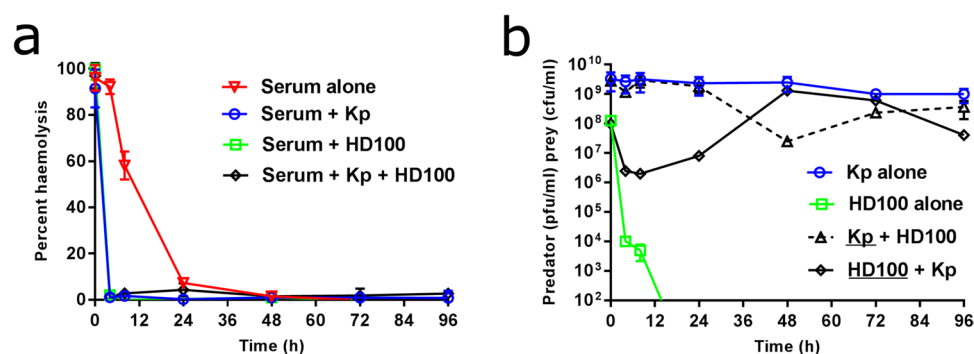 a
Percent haemolysis
100
80
60
40
20
0
Serum alone
Serum + Kp
Serum + HD100
Serum + Kp + HD100
0 12 24 36 48 60 72 84 96
Time (h)
b
Predator (pfu/ml) prey (cfu/ml)
10¹⁰
10⁹
10⁸
10⁷
10⁶
10⁵
10⁴
10³
10²
Kp alone
HD100 alone
Kp + HD100
HD100 + Kp
0 12 24 36 48 60 72 84 96
Time (h)